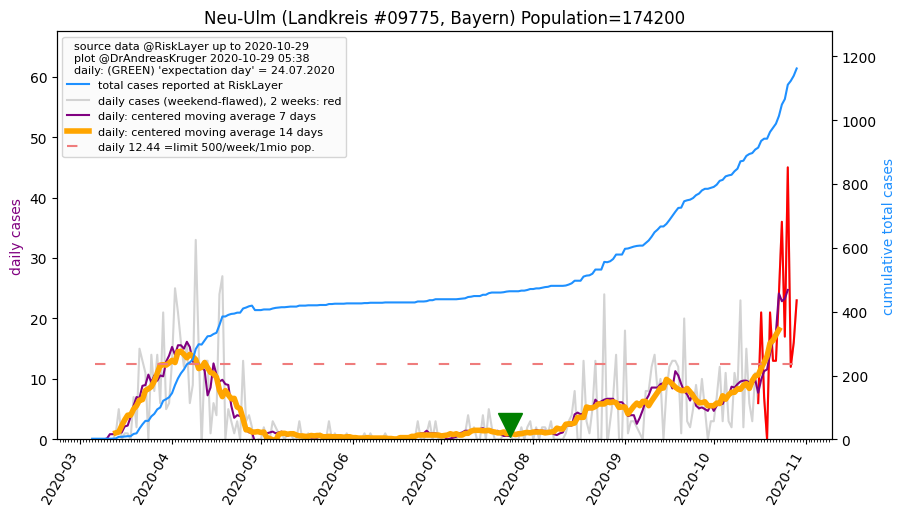 Neu-Ulm (Landkreis #09775, Bayern) Population=174200
source data @RiskLayer up to 2020-10-29
plot @DrAndreasKruger 2020-10-29 05:38
daily: (GREEN) 'expectation day' = 24.07.2020
total cases reported at RiskLayer
daily cases (weekend-flawed), 2 weeks: red
daily: centered moving average 7 days
daily: centered moving average 14 days
daily 12.44 =limit 500/week/1mio pop.
daily cases
0
10
20
30
40
50
60
cumulative total cases
0
200
400
600
800
1000
1200
2020-03
2020-04
2020-05
2020-06
2020-07
2020-08
2020-09
2020-10
2020-11